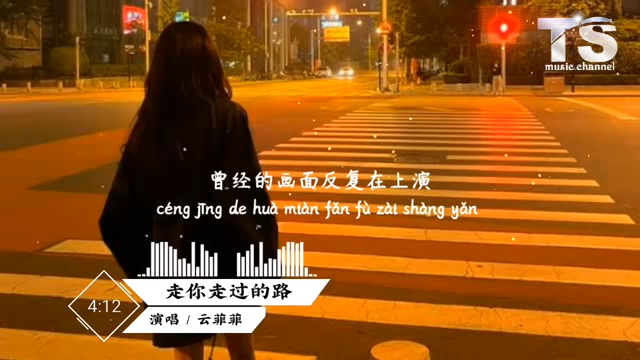 TS
music channel
曾经的画面反复在上演
céng jīng de huà miàn fǎn fù zài shàng yǎn
走你走过的路
4:12
演唱 / 云菲菲